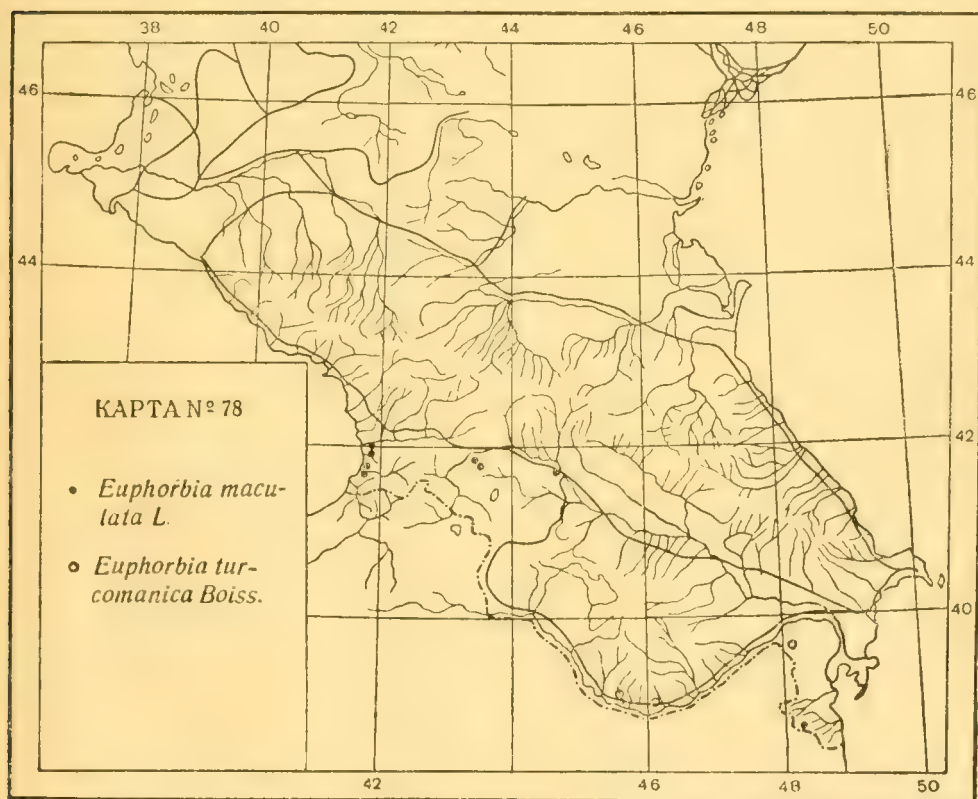 38 40 42 44 46 48 50
46 46
44 44
КАРТА № 78
42
• Euphorbia macu-
lata L.
Euphorbia tur-
comanica Boiss.
42
40
40
42 44 46 48 50